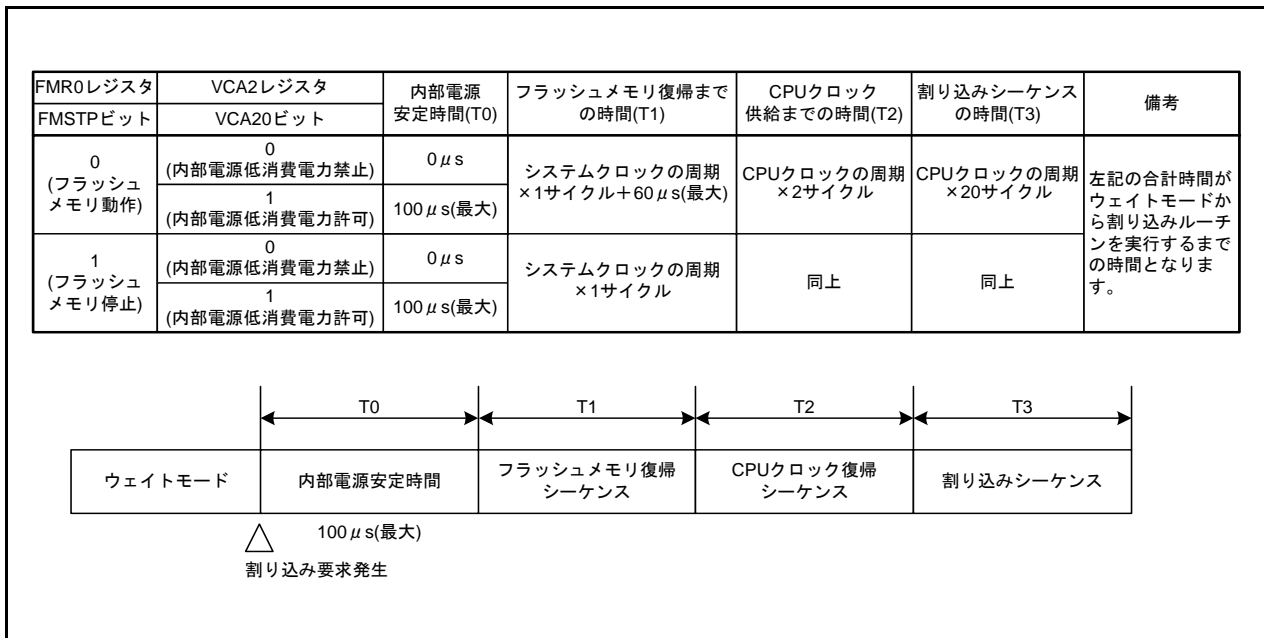 FMR0レジスタ
FMSTPビット
VCA2レジスタ
VCA20ビット
内部電源
安定時間(T0)
フラッシュメモリ復帰まで
の時間(T1)
CPUクロック
供給までの時間(T2)
割り込みシーケンス
の時間(T3)
備考
0
(フラッシュ
メモリ動作)
0
(内部電源低消費電力禁止)
0μs
1
(内部電源低消費電力許可)
100μs(最大)
システムクロックの周期
×1サイクル+60μs(最大)
CPUクロックの周期
×2サイクル
CPUクロックの周期
×20サイクル
左記の合計時間が
ウェイトモードか
ら割り込みルーチ
ンを実行するまで
の時間となりま
す。
1
(フラッシュ
メモリ停止)
0
(内部電源低消費電力禁止)
0μs
1
(内部電源低消費電力許可)
100μs(最大)
システムクロックの周期
×1サイクル
同上
同上
T0
T1
T2
T3
ウェイトモード
内部電源安定時間
フラッシュメモリ復帰
シーケンス
CPUクロック復帰
シーケンス
割り込みシーケンス
100μs(最大)
割り込み要求発生